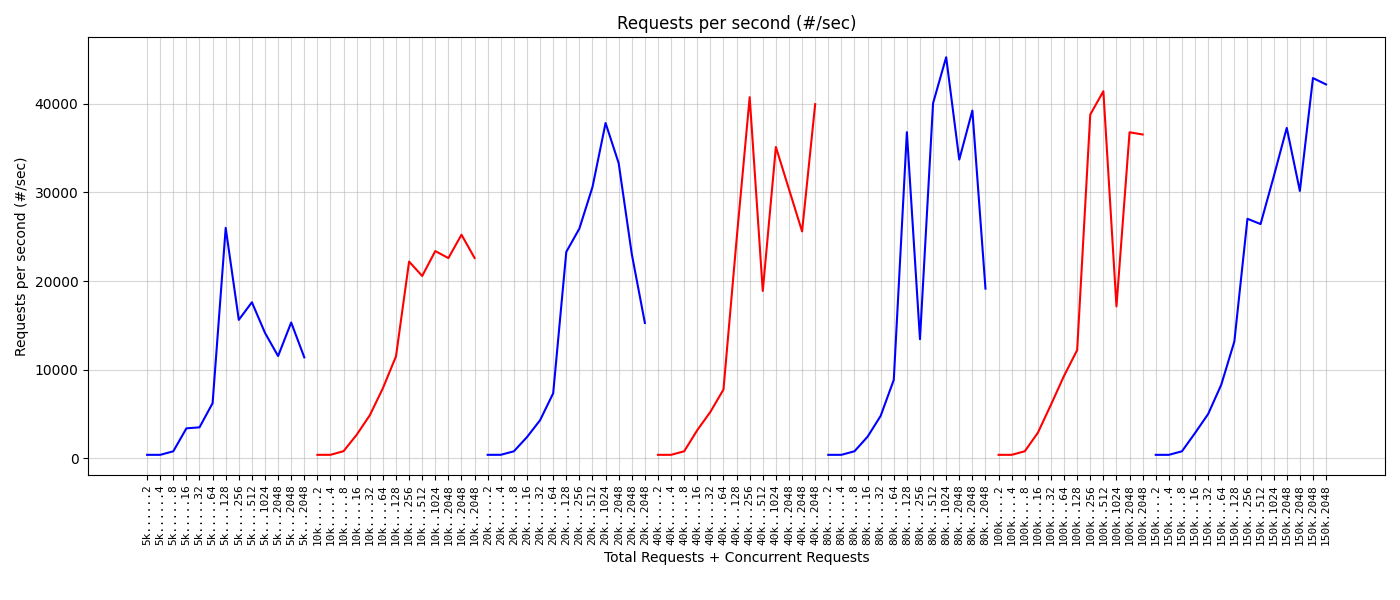 Requests per second (#/sec)
Requests per second (#/sec)
40000
30000
20000
10000
0
5k......2
5k......4
5k......8
5k.....16
5k.....32
5k.....64
5k....128
5k....256
5k....512
5k...1024
5k...2048
5k...2048
5k...2048
10k.....2
10k.....4
10k.....8
10k....16
10k....32
10k....64
10k...128
10k...256
10k...512
10k..1024
10k..2048
10k..2048
10k..2048
20k.....2
20k.....4
20k.....8
20k....16
20k....32
20k....64
20k...128
20k...256
20k...512
20k..1024
20k..2048
20k..2048
20k..2048
40k.....2
40k.....4
40k.....8
40k....16
40k....32
40k....64
40k...128
40k...256
40k...512
40k..1024
40k..2048
40k..2048
40k..2048
80k.....2
80k.....4
80k.....8
80k....16
80k....32
80k....64
80k...128
80k...256
80k...512
80k..1024
80k..2048
80k..2048
80k..2048
100k....2
100k....4
100k....8
100k...16
100k...32
100k...64
100k..128
100k..256
100k..512
100k.1024
100k.2048
100k.2048
150k....2
150k....4
150k....8
150k...16
150k...32
150k...64
150k..128
150k..256
150k..512
150k.1024
150k.2048
150k.2048
150k.2048
150k.2048
Total Requests + Concurrent Requests